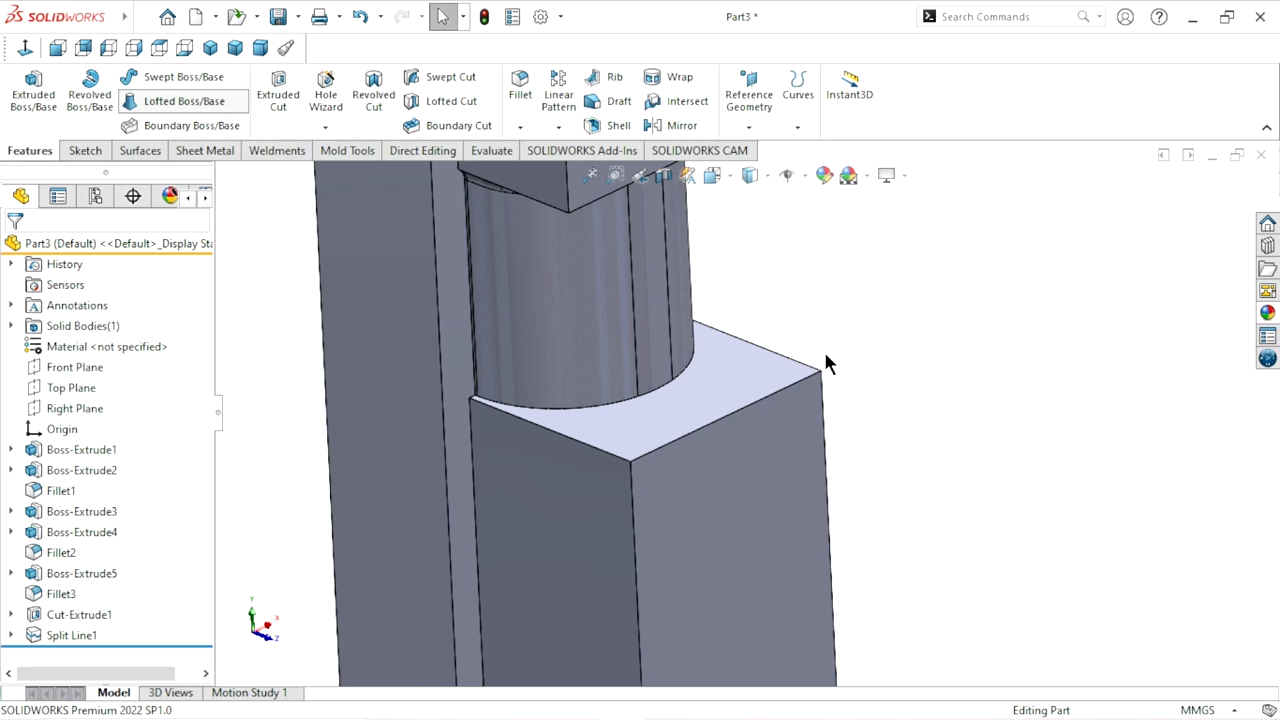 SOLIDWORKS
Part3 *
Search Commands
Extruded Boss/Base
Revolved Boss/Base
Swept Boss/Base
Lofted Boss/Base
Boundary Boss/Base
Extruded Cut
Hole Wizard
Revolved Cut
Swept Cut
Lofted Cut
Boundary Cut
Fillet
Linear Pattern
Rib
Draft
Shell
Wrap
Intersect
Mirror
Reference Geometry
Curves
Instant3D
Features
Sketch
Surfaces
Sheet Metal
Weldments
Mold Tools
Direct Editing
Evaluate
SOLIDWORKS Add-Ins
SOLIDWORKS CAM
Part3 (Default) <<Default>_Display Sta
History
Sensors
Annotations
Solid Bodies(1)
Material <not specified>
Front Plane
Top Plane
Right Plane
Origin
Boss-Extrude1
Boss-Extrude2
Fillet1
Boss-Extrude3
Boss-Extrude4
Fillet2
Boss-Extrude5
Fillet3
Cut-Extrude1
Split Line1
Y
X
Z
Model
3D Views
Motion Study 1
SOLIDWORKS Premium 2022 SP1.0
Editing Part
MMGS